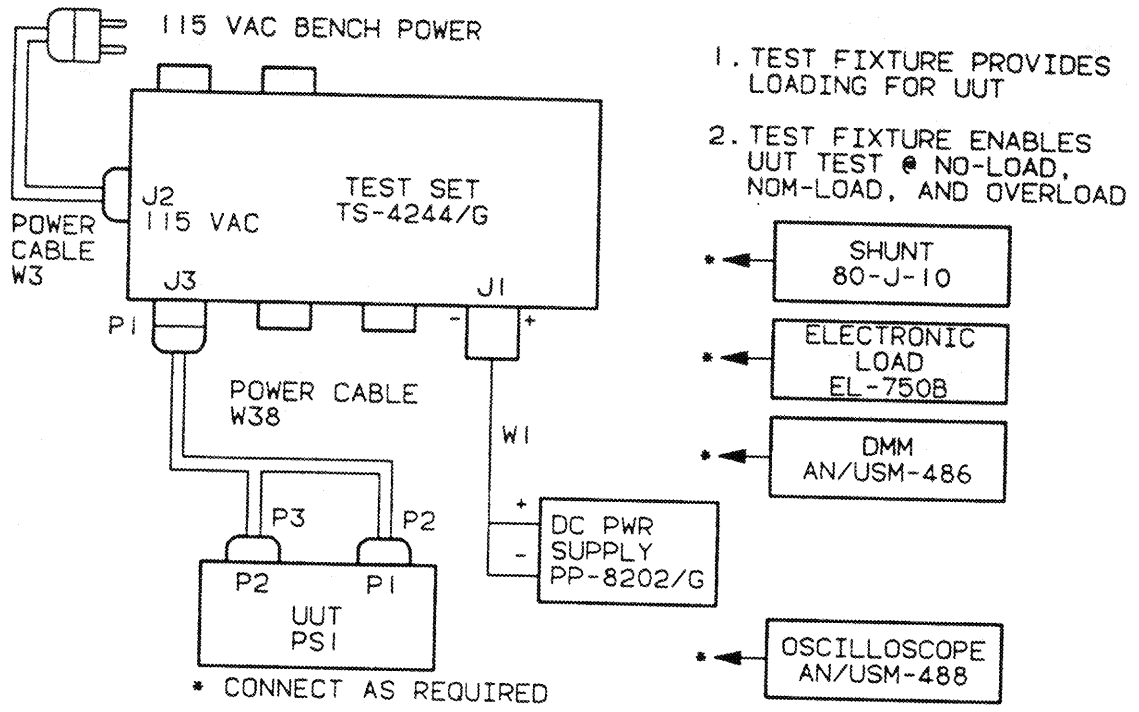 115 VAC BENCH POWER
1. TEST FIXTURE PROVIDES
LOADING FOR UUT
2. TEST FIXTURE ENABLES
UUT TEST @ NO-LOAD,
NOM-LOAD, AND OVERLOAD
TEST SET
TS-4244/G
J2
115 VAC
POWER
CABLE
W3
J3
J1
P1
- +
POWER CABLE
W38
W1
P3
P2
P2
P1
UUT
PS1
+
-
DC PWR
SUPPLY
PP-8202/G
* SHUNT
80-J-10
* ELECTRONIC
LOAD
EL-750B
* DMM
AN/USM-486
* OSCILLOSCOPE
AN/USM-488
* CONNECT AS REQUIRED